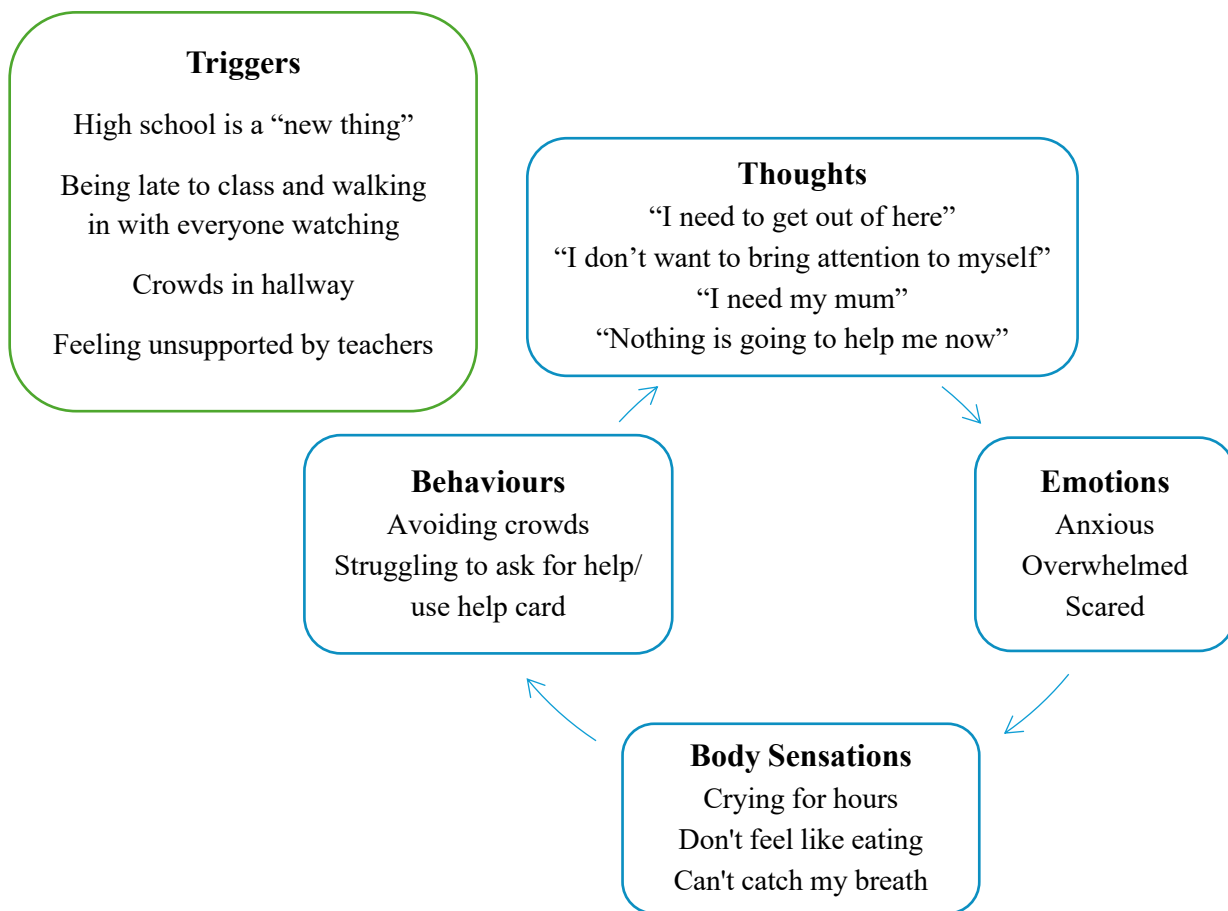 Triggers
High school is a “new thing”
Being late to class and walking
in with everyone watching
Crowds in hallway
Feeling unsupported by teachers
Thoughts
“I need to get out of here”
“I don’t want to bring attention to myself”
“I need my mum”
“Nothing is going to help me now”
Behaviours
Avoiding crowds
Struggling to ask for help/
use help card
Emotions
Anxious
Overwhelmed
Scared
Body Sensations
Crying for hours
Don't feel like eating
Can't catch my breath